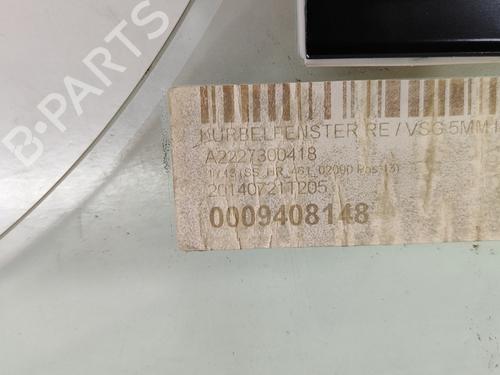 B-PARTS
KURBELFENSTER RE / VSG 5MM
A2227300418
201407211205
0009408148